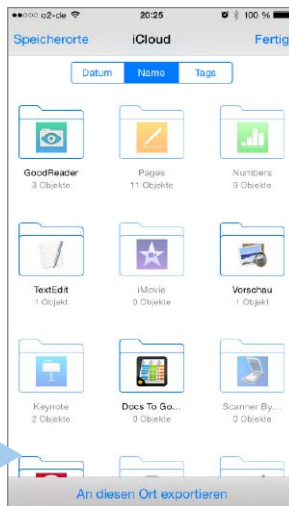 o2-de 20:25 100 %
Speicherorte iCloud Fertig
Datum Name Tags
GoodReader Pages Numbers
3 Objekte 11 Objekte 9 Objekte
TextEdit iMovie Vorschau
1 Objekt 0 Objekte 1 Objekt
Keynote Docs To Go... Scanner By...
2 Objekte 0 Objekte 0 Objekte
An diesen Ort exportieren